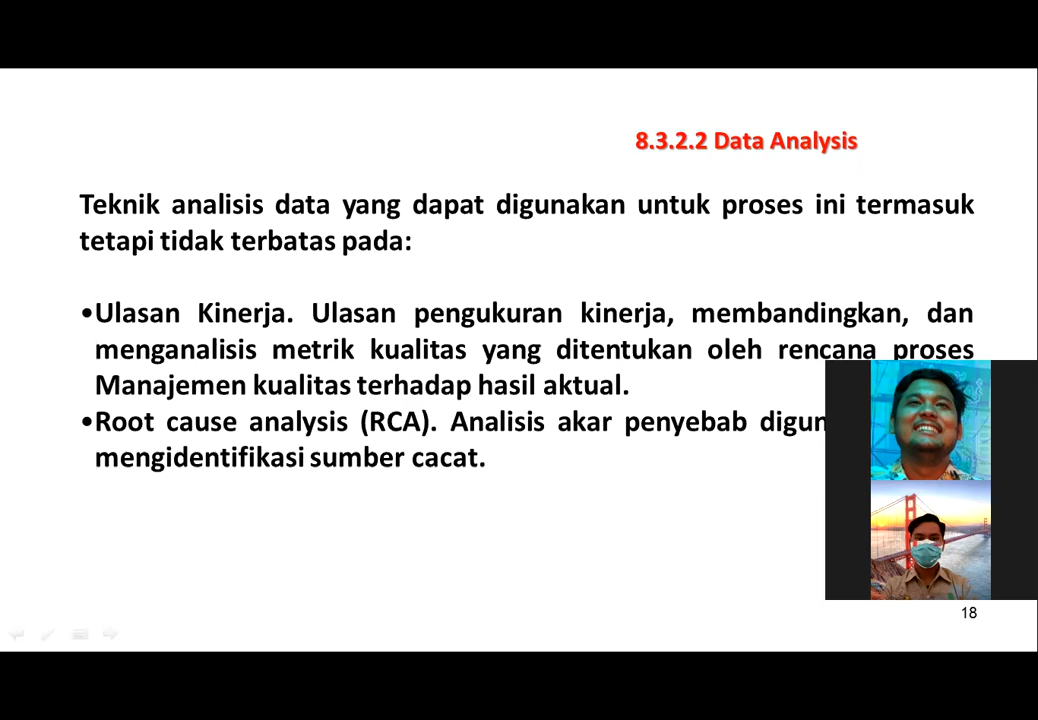 8.3.2.2 Data Analysis
Teknik analisis data yang dapat digunakan untuk proses ini termasuk
tetapi tidak terbatas pada:
•Ulasan Kinerja. Ulasan pengukuran kinerja, membandingkan, dan
menganalisis metrik kualitas yang ditentukan oleh rencana proses
Manajemen kualitas terhadap hasil aktual.
•Root cause analysis (RCA). Analisis akar penyebab digun
mengidentifikasi sumber cacat.
18